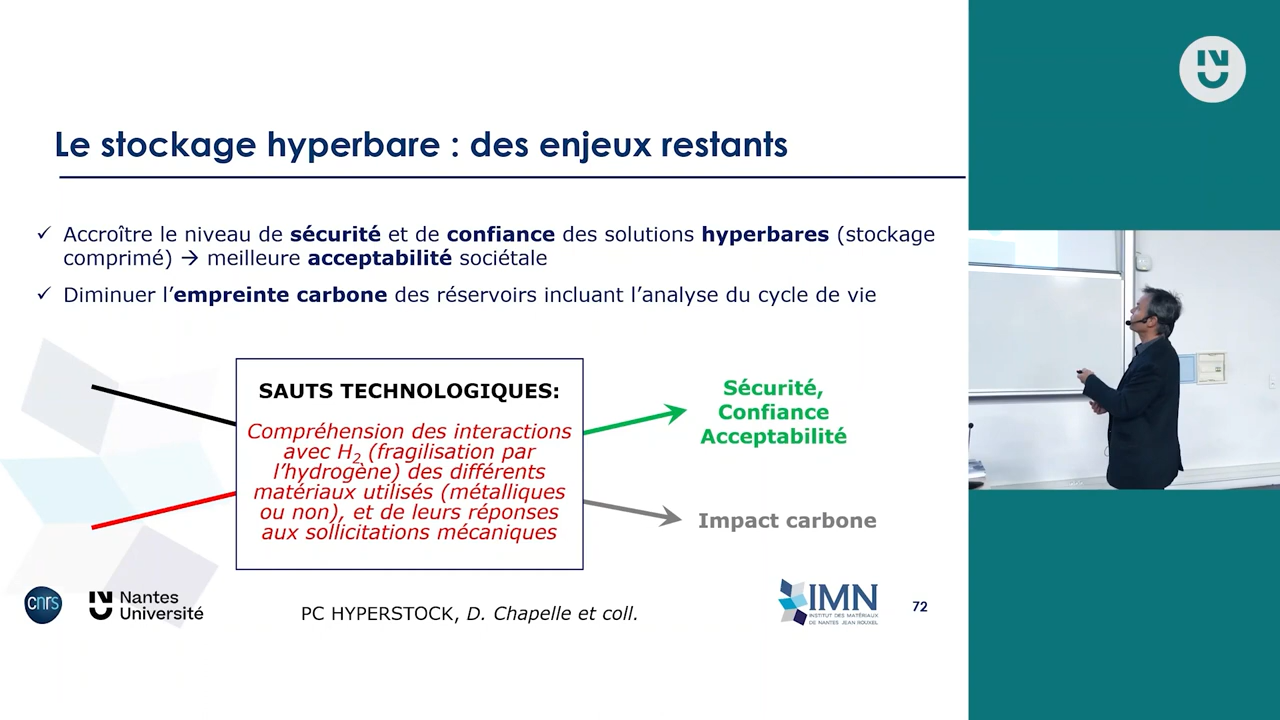 Le stockage hyperbare : des enjeux restants
✓ Accroître le niveau de sécurité et de confiance des solutions hyperbares (stockage
comprimé) → meilleure acceptabilité sociétale
✓ Diminuer l’empreinte carbone des réservoirs incluant l’analyse du cycle de vie
SAUTS TECHNOLOGIQUES:
Compréhension des interactions
avec H₂ (fragilisation par
l’hydrogène) des différents
matériaux utilisés (métalliques
ou non), et de leurs réponses
aux sollicitations mécaniques
Sécurité,
Confiance
Acceptabilité
Impact carbone
cnrs
Nantes
Université
PC HYPERSTOCK, D. Chapelle et coll.
IMN
INSTITUT DES MATÉRIAUX
DE NANTES JEAN ROUXEL
72